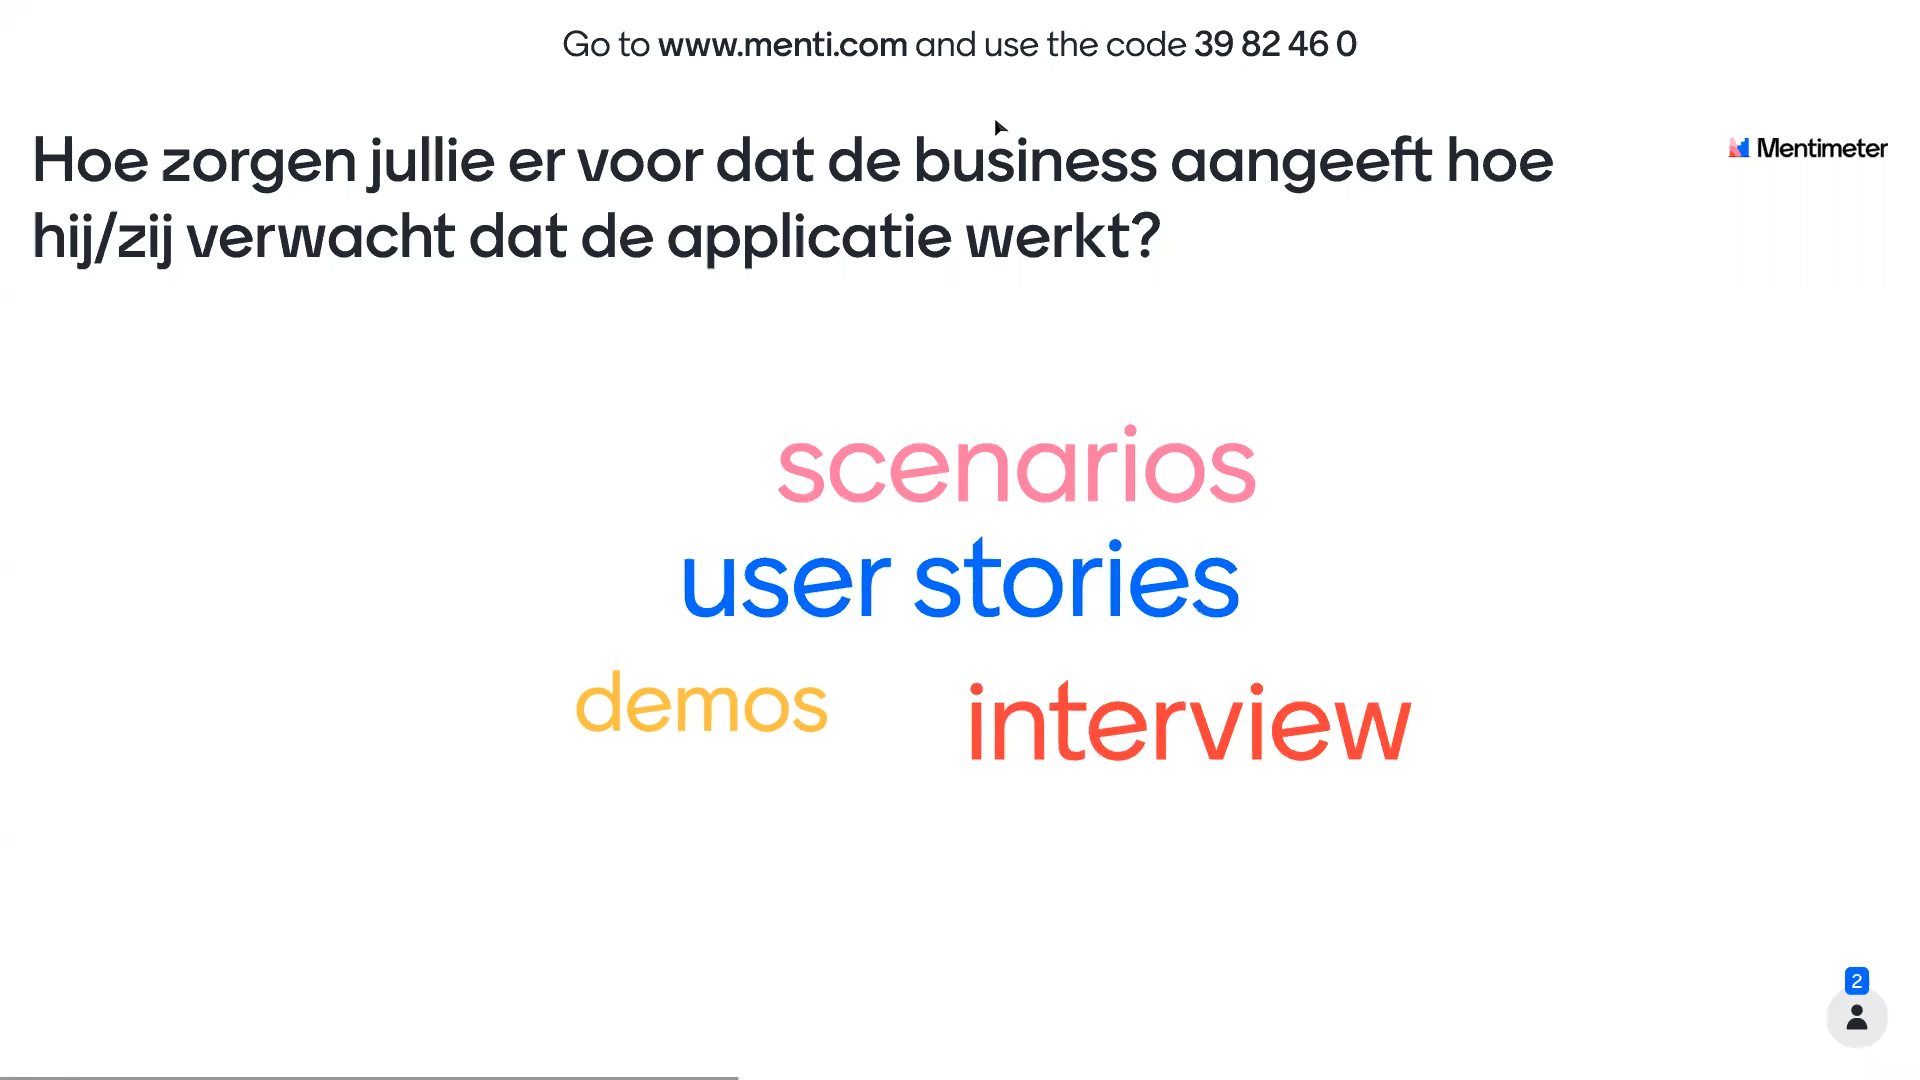 Go to www.menti.com and use the code 39 82 46 0
Hoe zorgen jullie er voor dat de business aangeeft hoe
hij/zij verwacht dat de applicatie werkt?
Mentimeter
scenarios
user stories
demos
interview
2